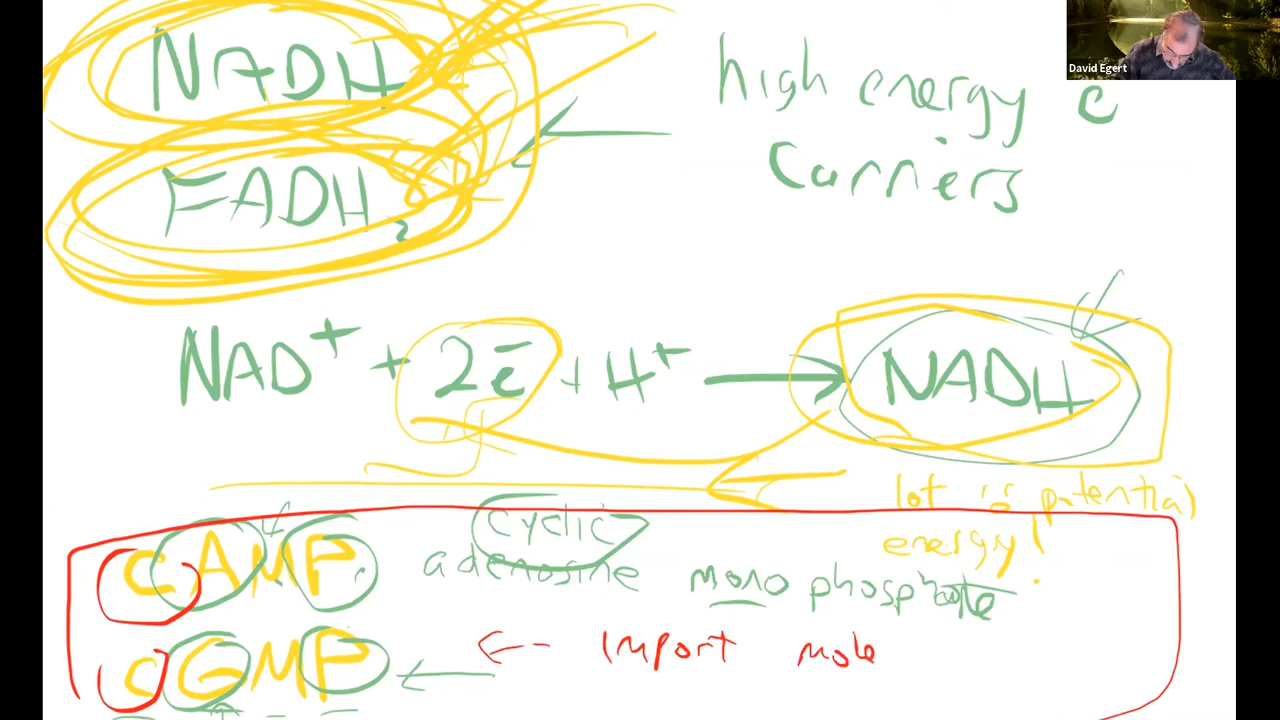 NADH
high energy e
David Egert
carriers
FADH2
NAD+ + 2e- + H+ → NADH
lot is potential
energy!
cyclic
cAMP adenosine mono phosphate
cGMP ← Import mole